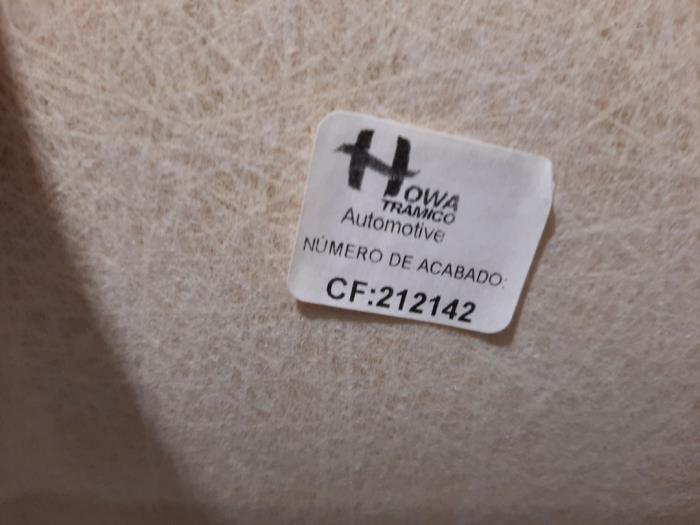 HOWA
TRAMICO
Automotive
NÚMERO DE ACABADO:
CF:212142